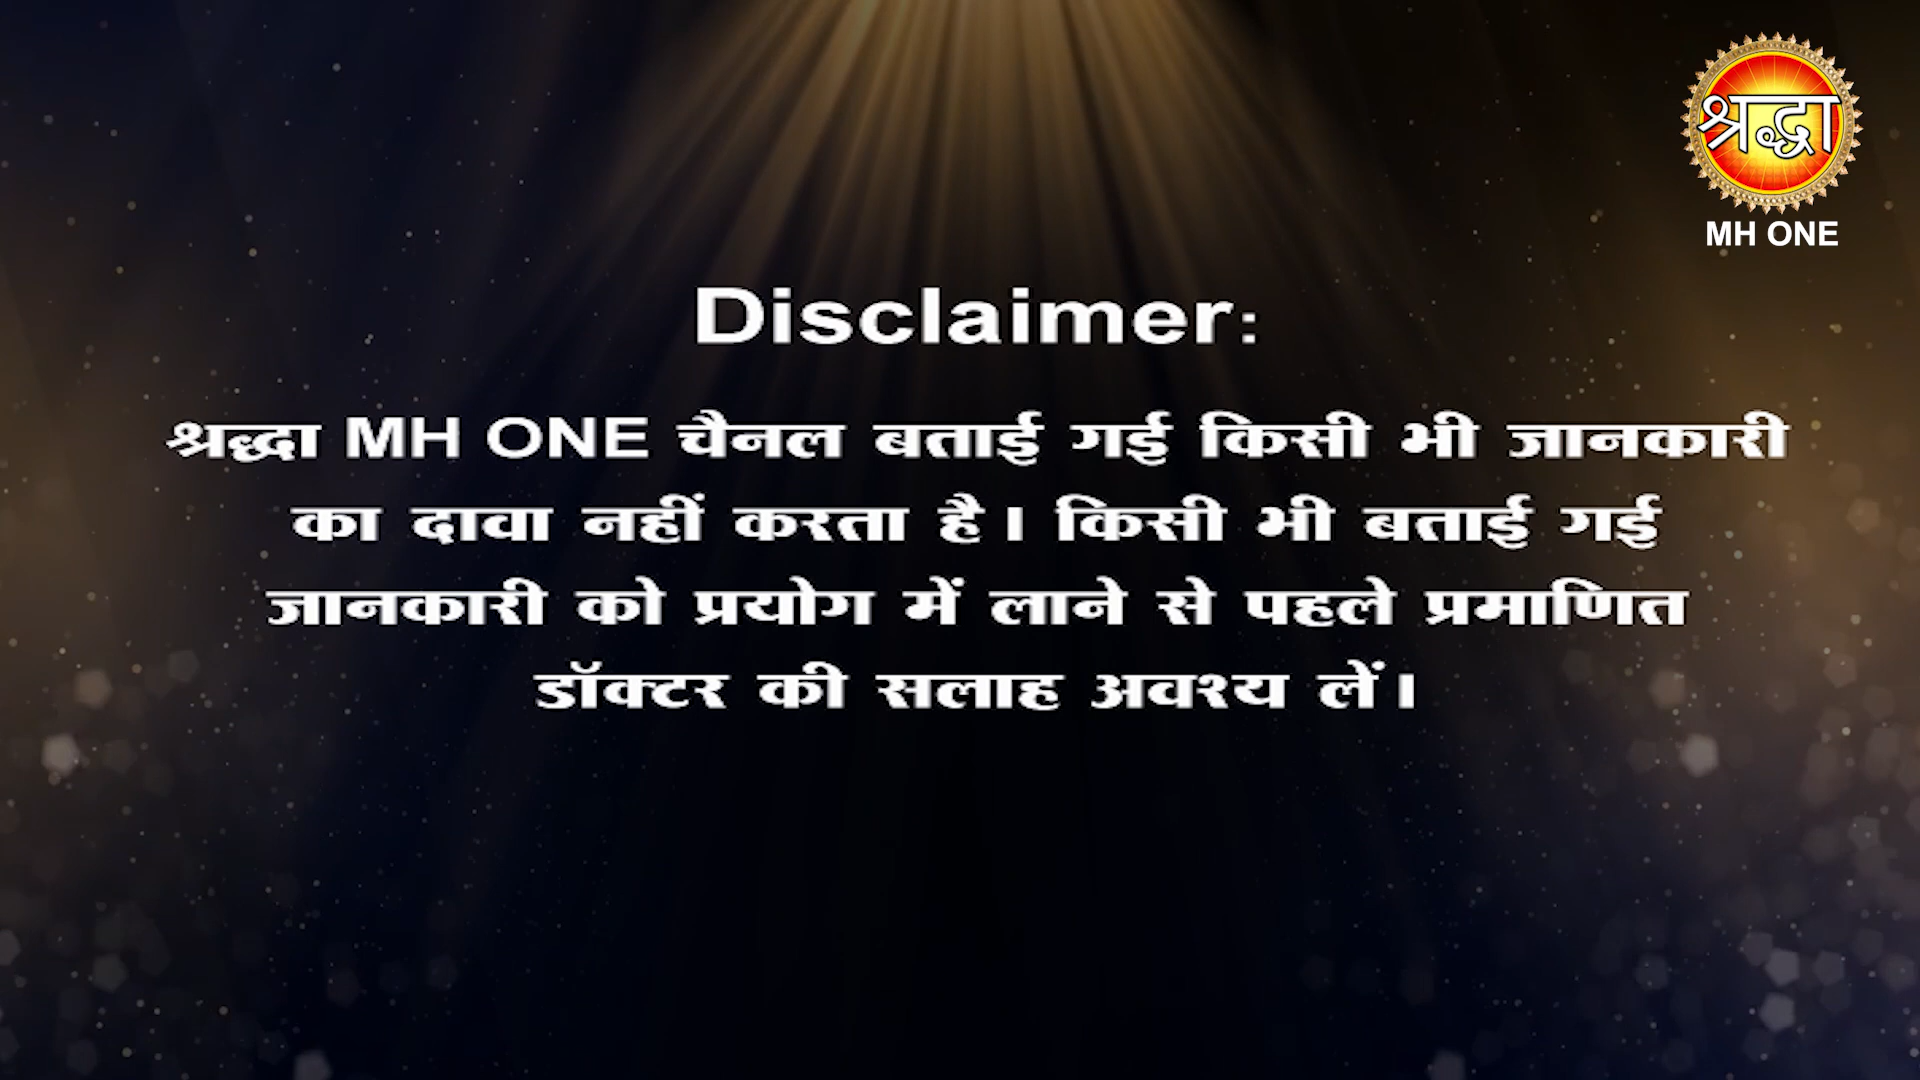 श्रद्धा
MH ONE
Disclaimer:
श्रद्धा MH ONE चैनल बताई गई किसी भी जानकारी
का दावा नहीं करता है। किसी भी बताई गई
जानकारी को प्रयोग में लाने से पहले प्रमाणित
डॉक्टर की सलाह अवश्य लें।